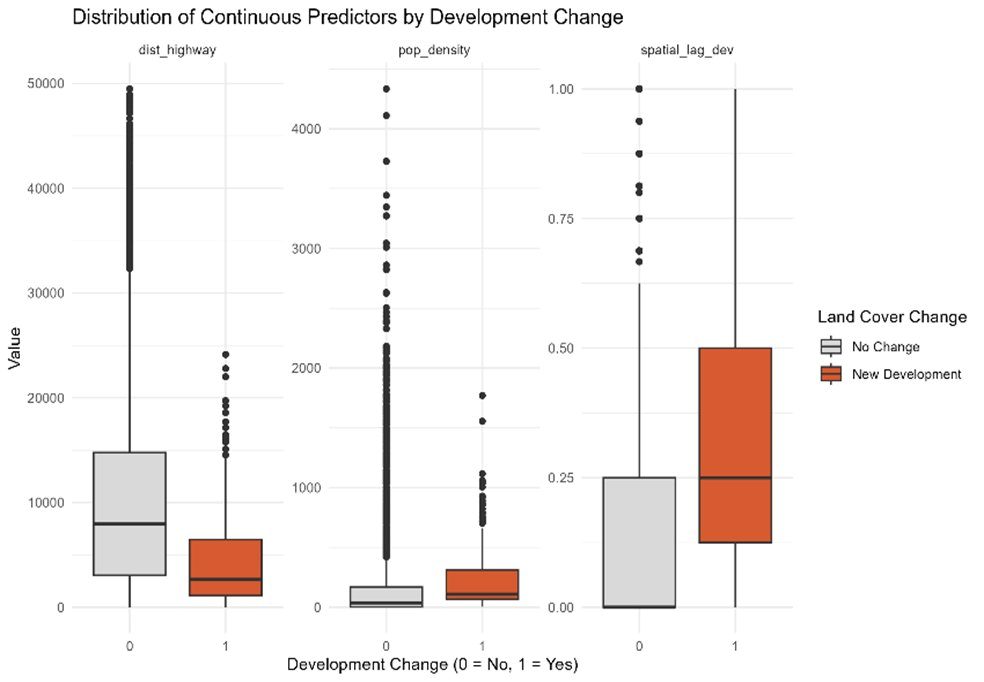 Distribution of Continuous Predictors by Development Change
dist_highway
pop_density
spatial_lag_dev
Value
50000
40000
30000
20000
10000
0
4000
3000
2000
1000
0
1.00
0.75
0.50
0.25
0.00
0
1
0
1
0
1
Development Change (0 = No, 1 = Yes)
Land Cover Change
No Change
New Development